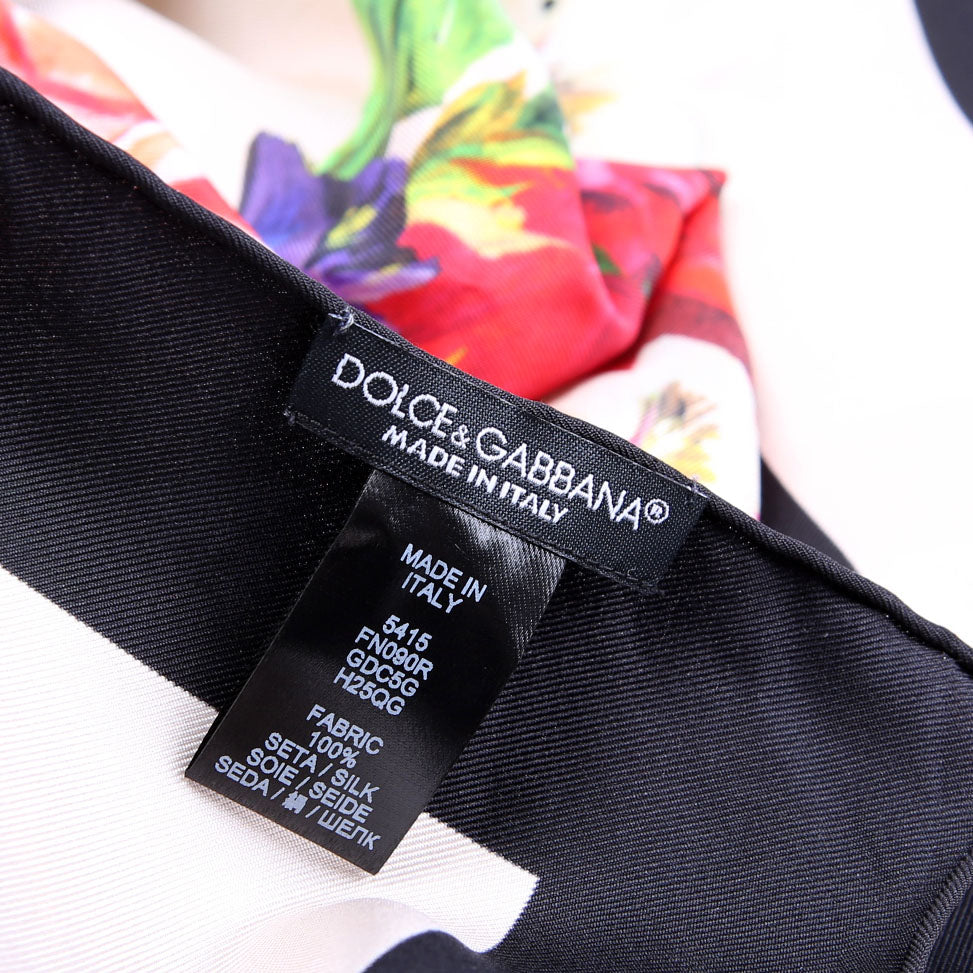 DOLCE&GABBANA®
MADE IN ITALY
MADE IN
ITALY
5415
FN090R
GDC5G
H25QG
FABRIC
100%
SETA / SILK
SOIE / SEIDE
SEDA / 絹 / ШЕЛК